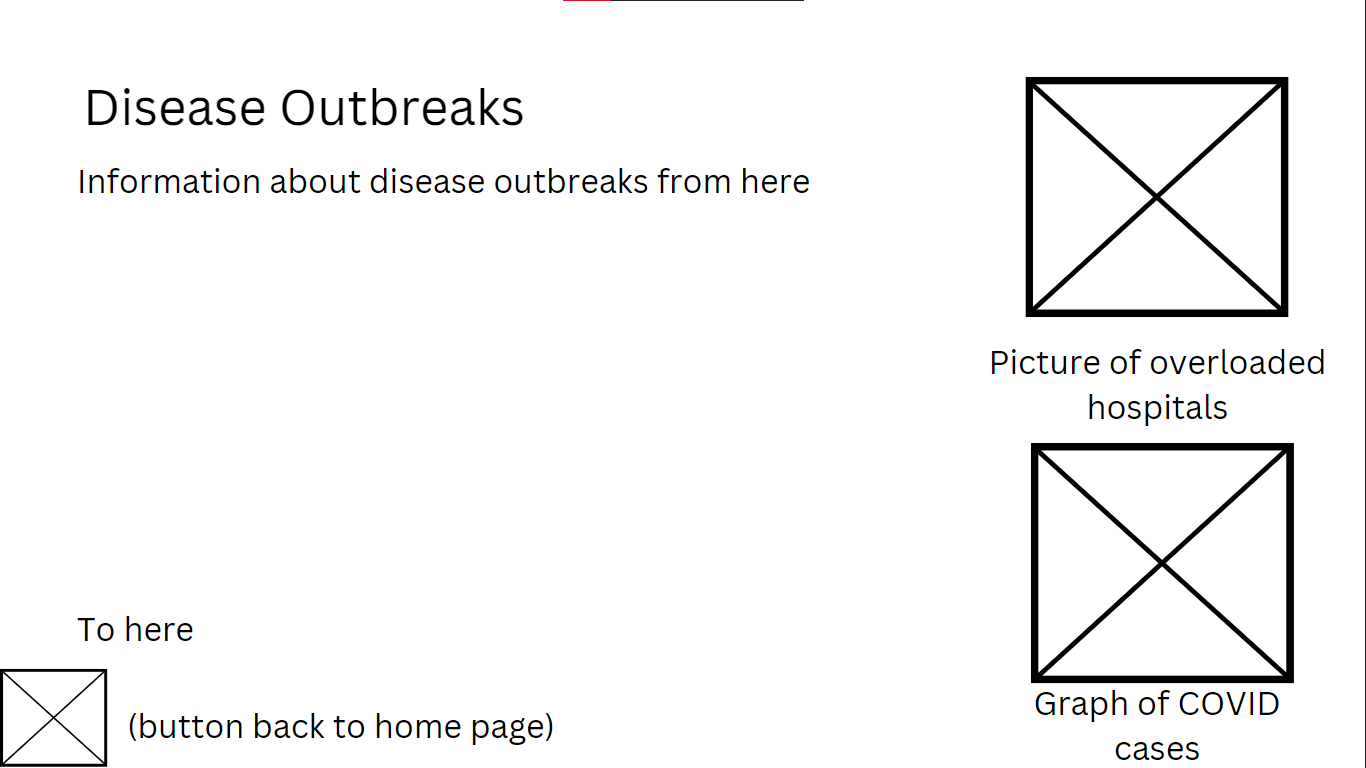 Disease Outbreaks
Information about disease outbreaks from here
To here
(button back to home page)
Picture of overloaded
hospitals
Graph of COVID
cases